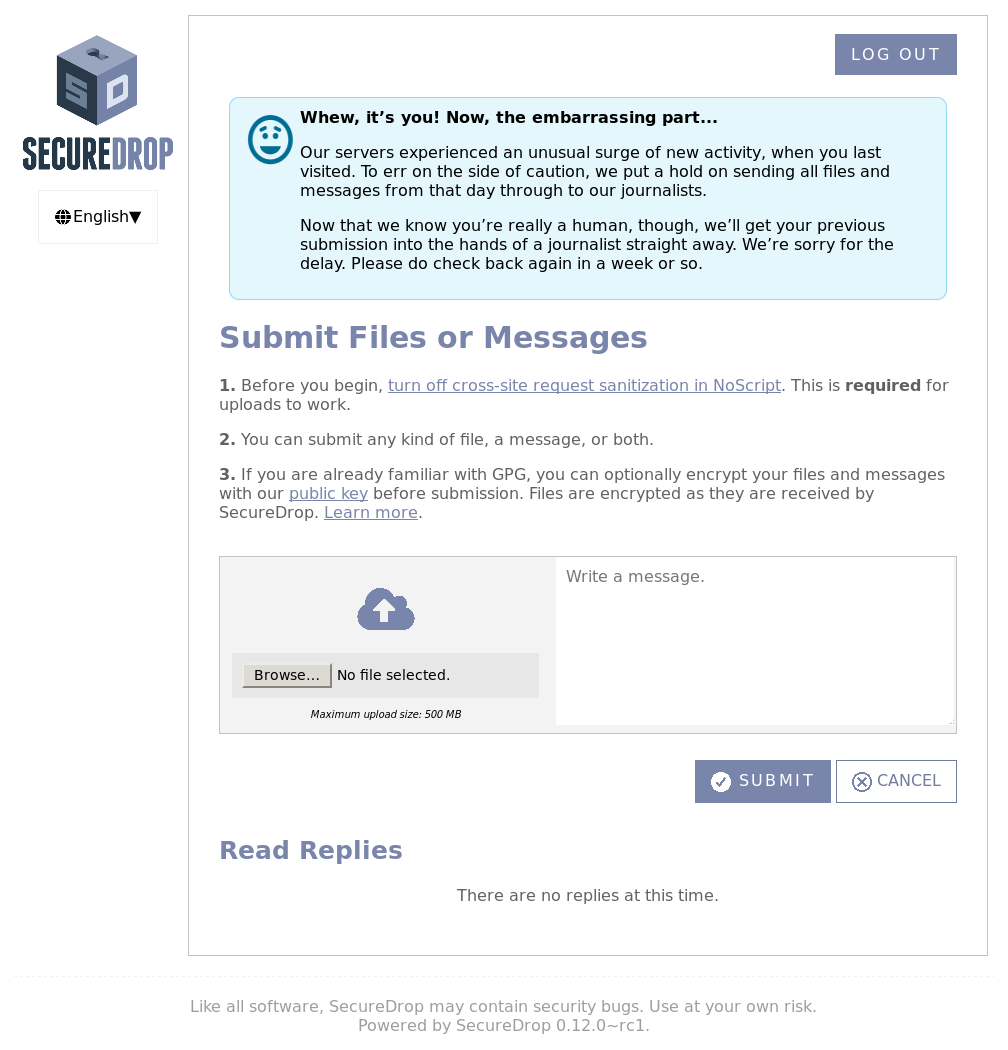 LOG OUT
SD
SECUREDROP
English▼
Whew, it’s you! Now, the embarrassing part...
Our servers experienced an unusual surge of new activity, when you last
visited. To err on the side of caution, we put a hold on sending all files and
messages from that day through to our journalists.
Now that we know you’re really a human, though, we’ll get your previous
submission into the hands of a journalist straight away. We’re sorry for the
delay. Please do check back again in a week or so.
Submit Files or Messages
1. Before you begin, turn off cross-site request sanitization in NoScript. This is required for
uploads to work.
2. You can submit any kind of file, a message, or both.
3. If you are already familiar with GPG, you can optionally encrypt your files and messages
with our public key before submission. Files are encrypted as they are received by
SecureDrop. Learn more.
Write a message.
Browse... No file selected.
Maximum upload size: 500 MB
SUBMIT CANCEL
Read Replies
There are no replies at this time.
Like all software, SecureDrop may contain security bugs. Use at your own risk.
Powered by SecureDrop 0.12.0~rc1.